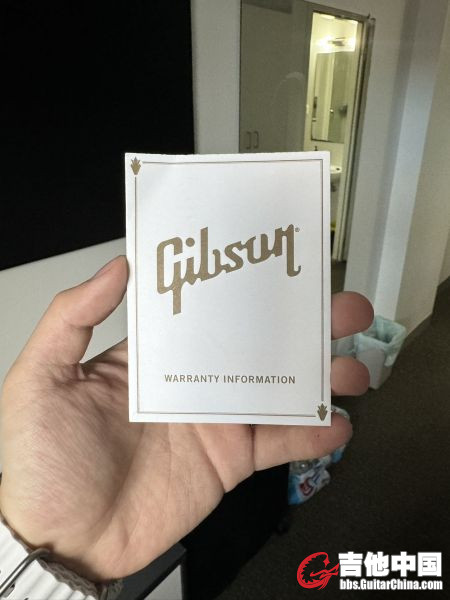 Gibson®
WARRANTY INFORMATION
吉他中国
bbs.GuitarChina.com